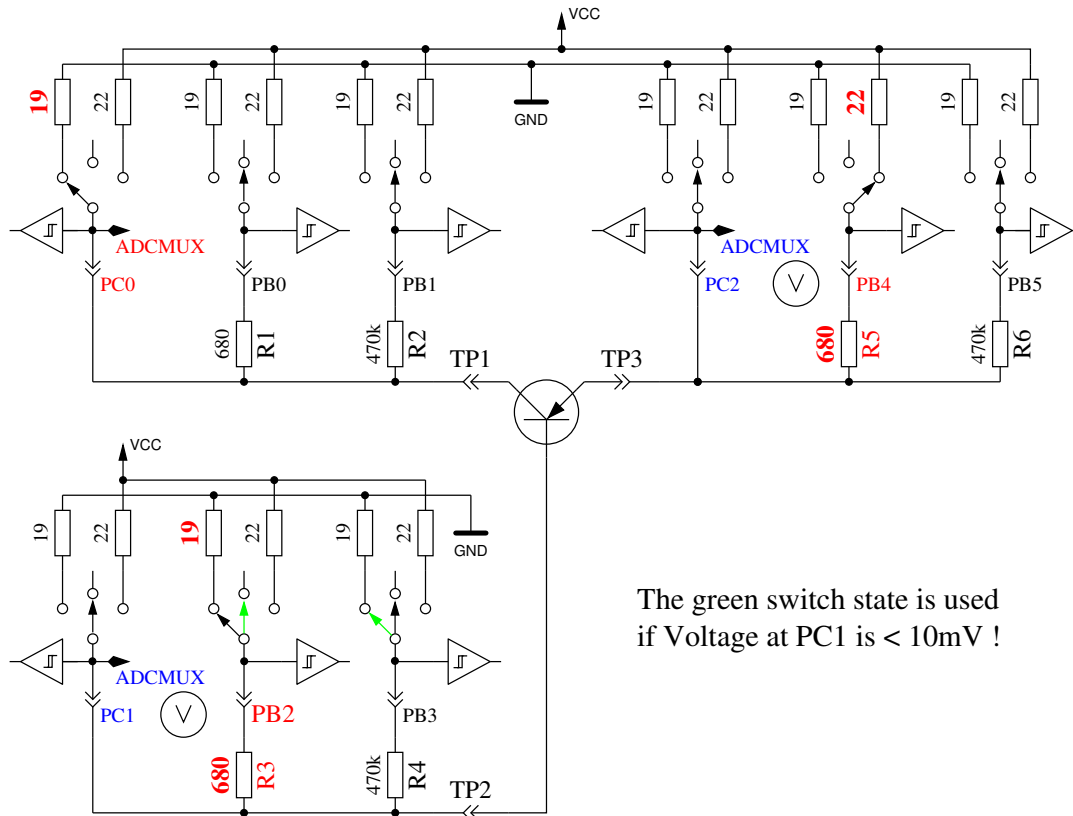 VCC
19
22
19
22
19
22
GND
19
22
19
22
19
22
ADCMUX
ADCMUX
PC0
PB0
PB1
PC2
V
PB4
PB5
680
R1
470k
R2
680
R5
470k
R6
TP1
TP3
VCC
19
22
19
22
19
22
GND
The green switch state is used
if Voltage at PC1 is < 10mV !
ADCMUX
PC1
V
PB2
PB3
680
R3
470k
R4
TP2